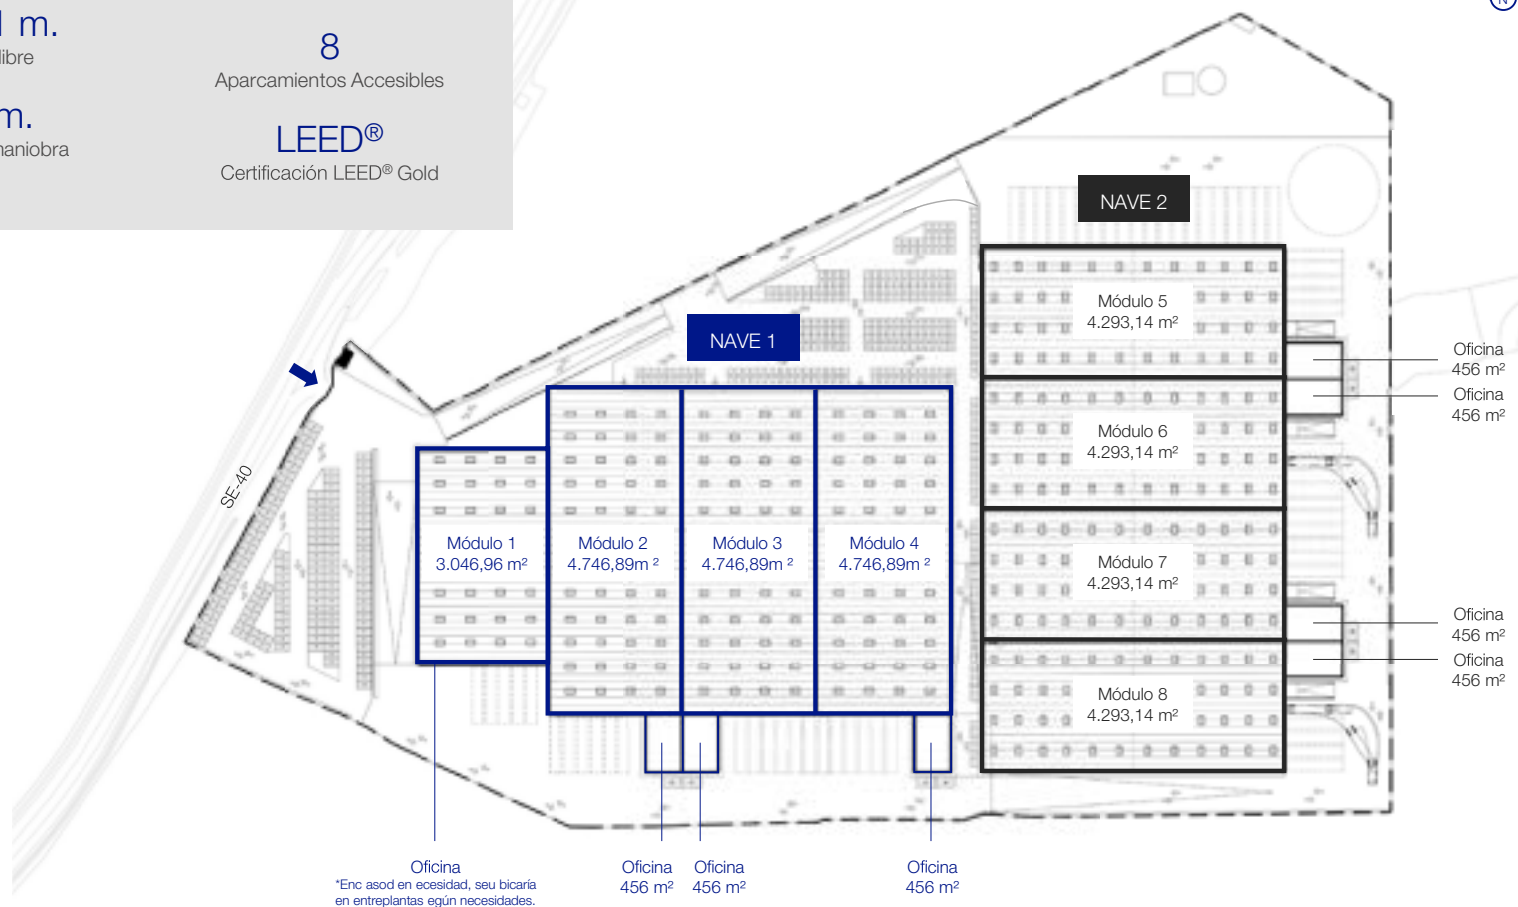 m.
libre
m.
maniobra
8
Aparcamientos Accesibles
LEED®
Certificación LEED® Gold
N
NAVE 2
NAVE 1
SE-40
Módulo 1
3.046,96 m²
Módulo 2
4.746,89m ²
Módulo 3
4.746,89m ²
Módulo 4
4.746,89m ²
Módulo 5
4.293,14 m²
Módulo 6
4.293,14 m²
Módulo 7
4.293,14 m²
Módulo 8
4.293,14 m²
Oficina
456 m²
Oficina
456 m²
Oficina
456 m²
Oficina
456 m²
Oficina
*Enc asod en ecesidad, seu bicaría
en entreplantas egún necesidades.
Oficina
456 m²
Oficina
456 m²
Oficina
456 m²